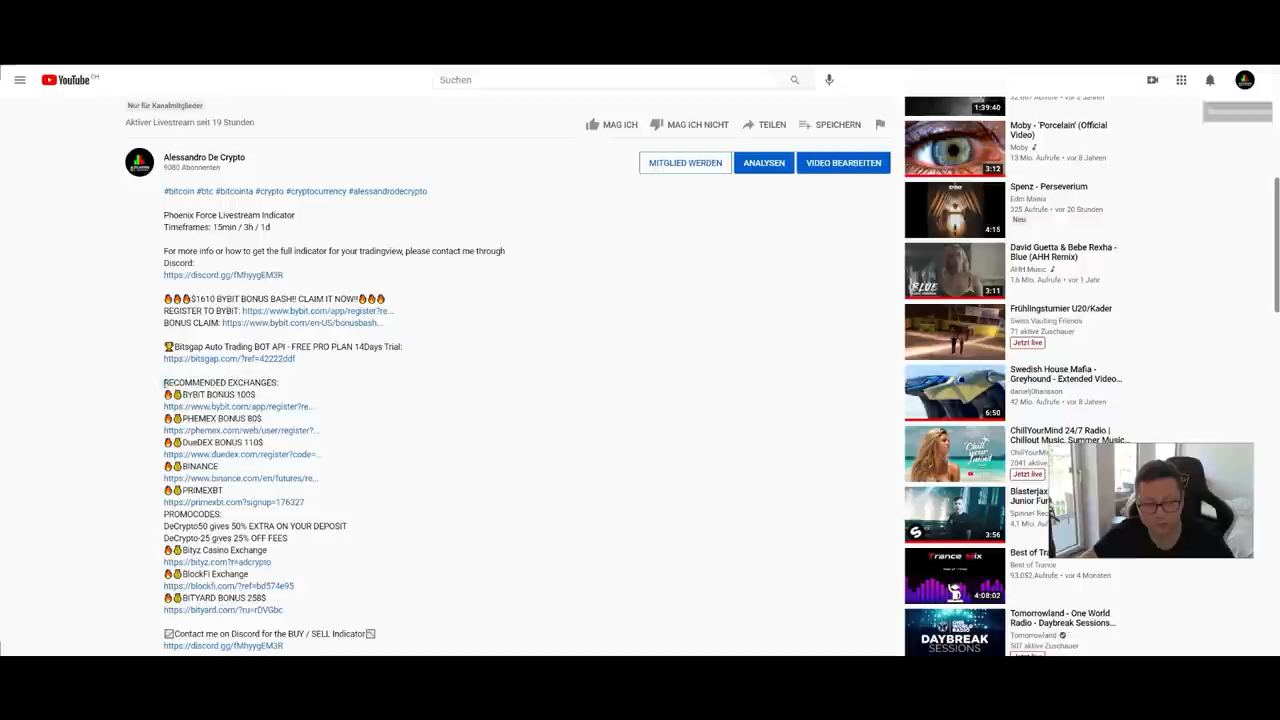 YouTube CH
Suchen
Nur für Kanalmitglieder
Aktiver Livestream seit 19 Stunden
MAG ICH
MAG ICH NICHT
TEILEN
SPEICHERN
Alessandro De Crypto
9080 Abonnenten
MITGLIED WERDEN
ANALYSEN
VIDEO BEARBEITEN
#bitcoin #btc #bitcointa #crypto #cryptocurrency #alessandrodecrypto
Phoenix Force Livestream Indicator
Timeframes: 15min / 3h / 1d
For more info or how to get the full indicator for your tradingview, please contact me through
Discord:
https://discord.gg/fMhyygEM3R
🔥🔥🔥$1610 BYBIT BONUS BASH!! CLAIM IT NOW!!🔥🔥🔥
REGISTER TO BYBIT: https://www.bybit.com/app/register?re...
BONUS CLAIM: https://www.bybit.com/en-US/bonusbash...
🏆Bitsgap Auto Trading BOT API - FREE PRO PLAN 14Days Trial:
https://bitsgap.com/?ref=42222ddf
RECOMMENDED EXCHANGES:
🔥💰BYBIT BONUS 100$
https://www.bybit.com/app/register?re...
🔥💰PHEMEX BONUS 80$
https://phemex.com/web/user/register?...
🔥💰DueDEX BONUS 110$
https://www.duedex.com/register?code=...
🔥💰BINANCE
https://www.binance.com/en/futures/re...
🔥💰PRIMEXBT
https://primexbt.com?signup=176327
PROMOCODES:
DeCrypto50 gives 50% EXTRA ON YOUR DEPOSIT
DeCrypto-25 gives 25% OFF FEES
🔥💰Bityz Casino Exchange
https://bityz.com?r=adcrypto
🔥💰BlockFi Exchange
https://blockfi.com/?ref=bd574e95
🔥💰BITYARD BONUS 258$
https://bityard.com/?ru=rOVGbc
📈Contact me on Discord for the BUY / SELL Indicator📉
https://discord.gg/fMhyygEM3R
1:39:40
Moby - 'Porcelain' (Official
Video)
Moby
13 Mio. Aufrufe • vor 8 Jahren
3:12
Spenz - Perseverium
Edm Mania
325 Aufrufe • vor 20 Stunden
Neu
4:15
David Guetta & Bebe Rexha -
Blue (AHH Remix)
AHH Music
1,6 Mio. Aufrufe • vor 1 Jahr
BLUE
3:11
Frühlingsturnier U20/Kader
Swiss Vaulting Friends
71 aktive Zuschauer
Jetzt live
Swedish House Mafia -
Greyhound - Extended Video...
danieljohansson
42 Mio. Aufrufe • vor 8 Jahren
6:50
ChillYourMind 24/7 Radio |
Chillout Music, Summer Music...
2041
Jetzt live
Chill your mind
Blasterjax
Junior
4.1
3:56
Best of
Best of Trance
93.052 Aufrufe • vor 4 Monaten
Trance Mix
4:08:02
Tomorrowland - One World
Radio - Daybreak Sessions...
Tomorrowland
507 aktive Zuschauer
ONE WORLD RADIO
DAYBREAK
SESSIONS